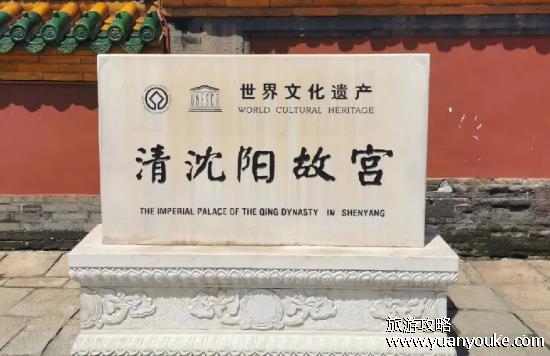 UNESCO
世界文化遗产
WORLD CULTURAL HERITAGE
清沈阳故宫
THE IMPERIAL PALACE OF THE QING DYNASTY IN SHENYANG
旅游攻略
www.yuanyouke.com